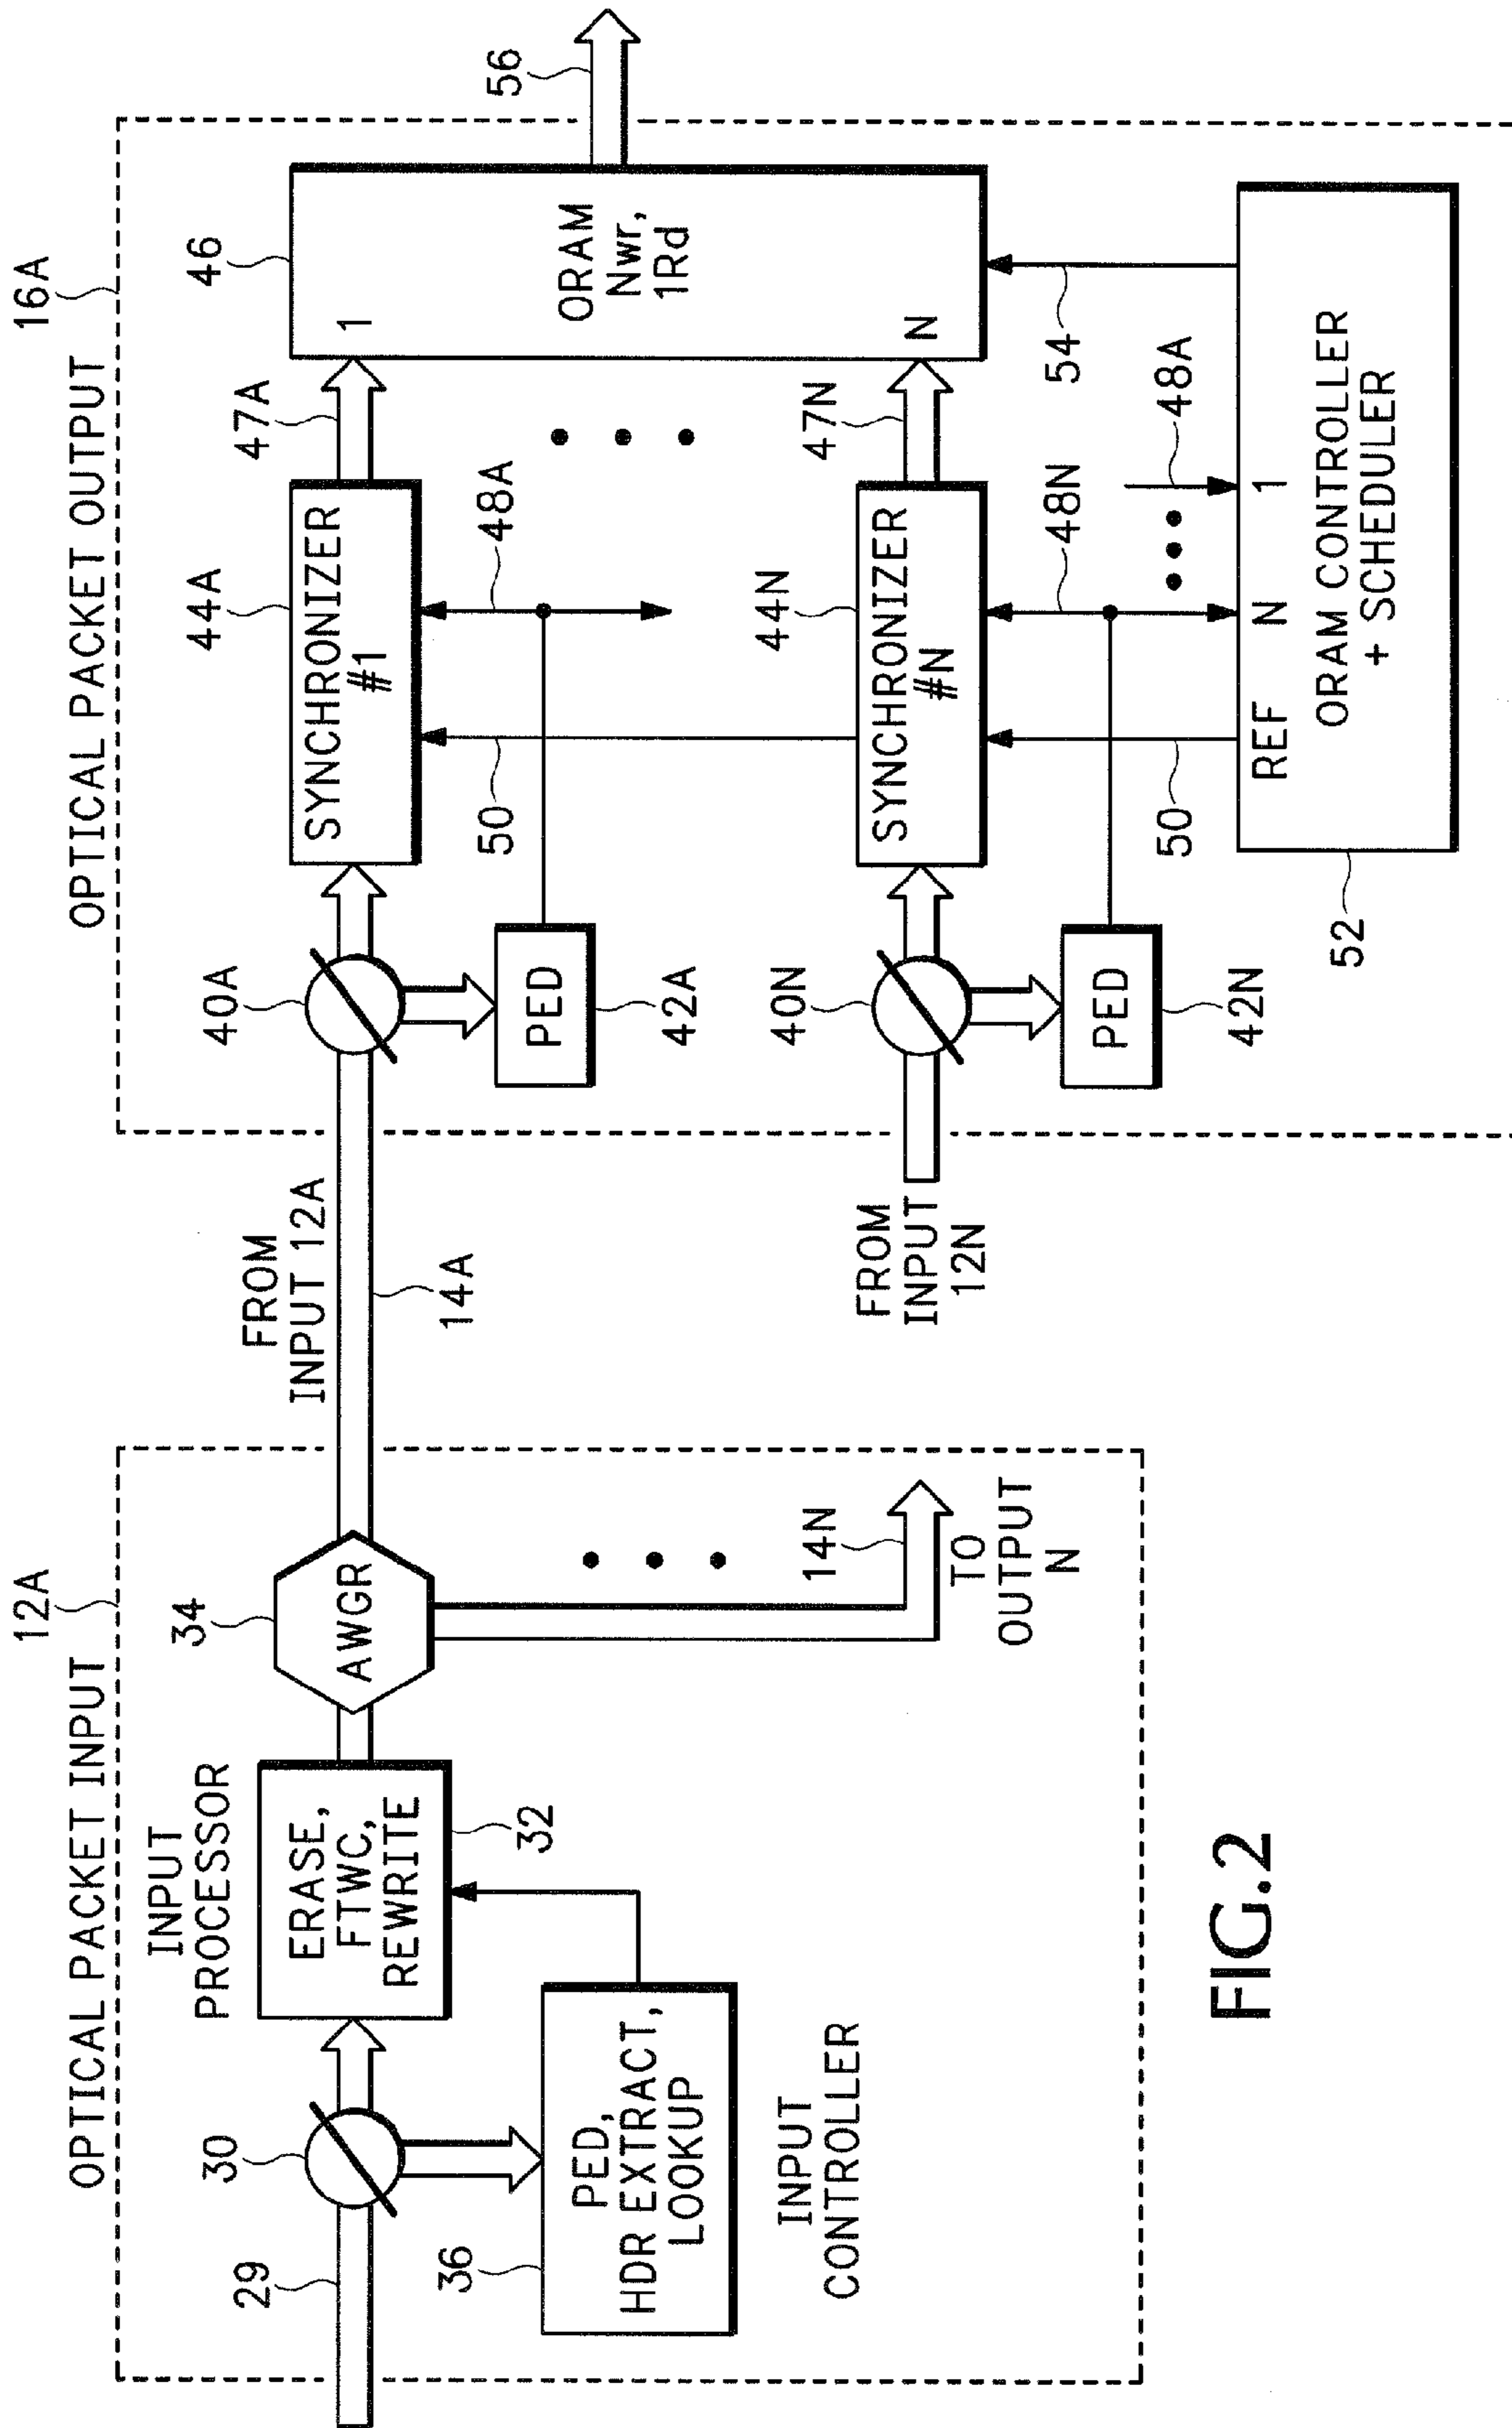 OPTICAL PACKET INPUT
12A
29
30
INPUT
PROCESSOR
ERASE,
FTWC,
REWRITE
32
34
AWGR
36
PED,
HDR EXTRACT,
LOOKUP
INPUT
CONTROLLER
14N
TO
OUTPUT
N
FROM
INPUT 12A
14A
OPTICAL PACKET OUTPUT
16A
40A
PED
42A
44A
SYNCHRONIZER
#1
47A
50
48A
46
1
ORAM
Nwr,
1Rd
N
56
FROM
INPUT
12N
40N
PED
42N
44N
SYNCHRONIZER
#N
47N
50
48N
48A
54
REF
N
1
ORAM CONTROLLER
+ SCHEDULER
52
FIG.2